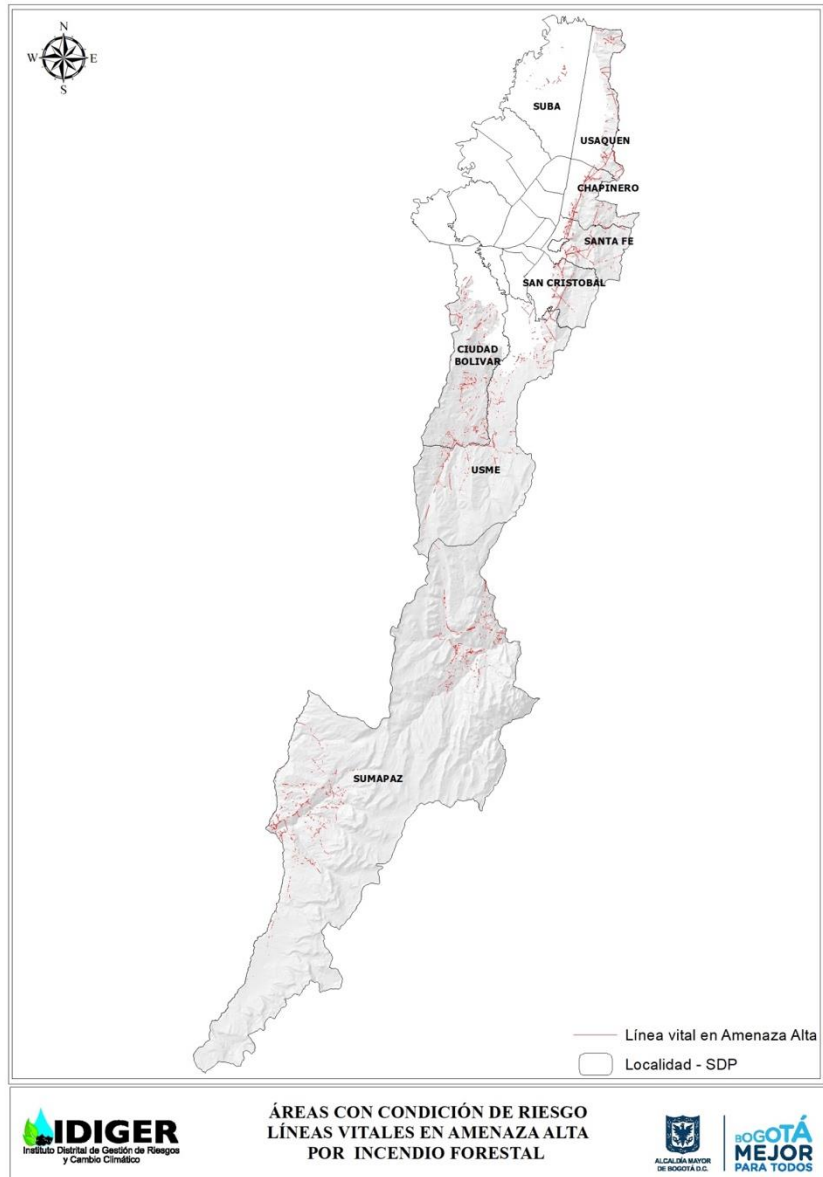 N
W E
S
SUBA
USAQUEN
CHAPINERO
SANTA FE
SAN CRISTOBAL
CIUDAD
BOLIVAR
USME
SUMAPAZ
Línea vital en Amenaza Alta
Localidad - SDP
IDIGER
Instituto Distrital de Gestión de Riesgos
y Cambio Climático
ÁREAS CON CONDICIÓN DE RIESGO
LÍNEAS VITALES EN AMENAZA ALTA
POR INCENDIO FORESTAL
ALCALDÍA MAYOR
DE BOGOTÁ D.C.
BOGOTÁ
MEJOR
PARA TODOS